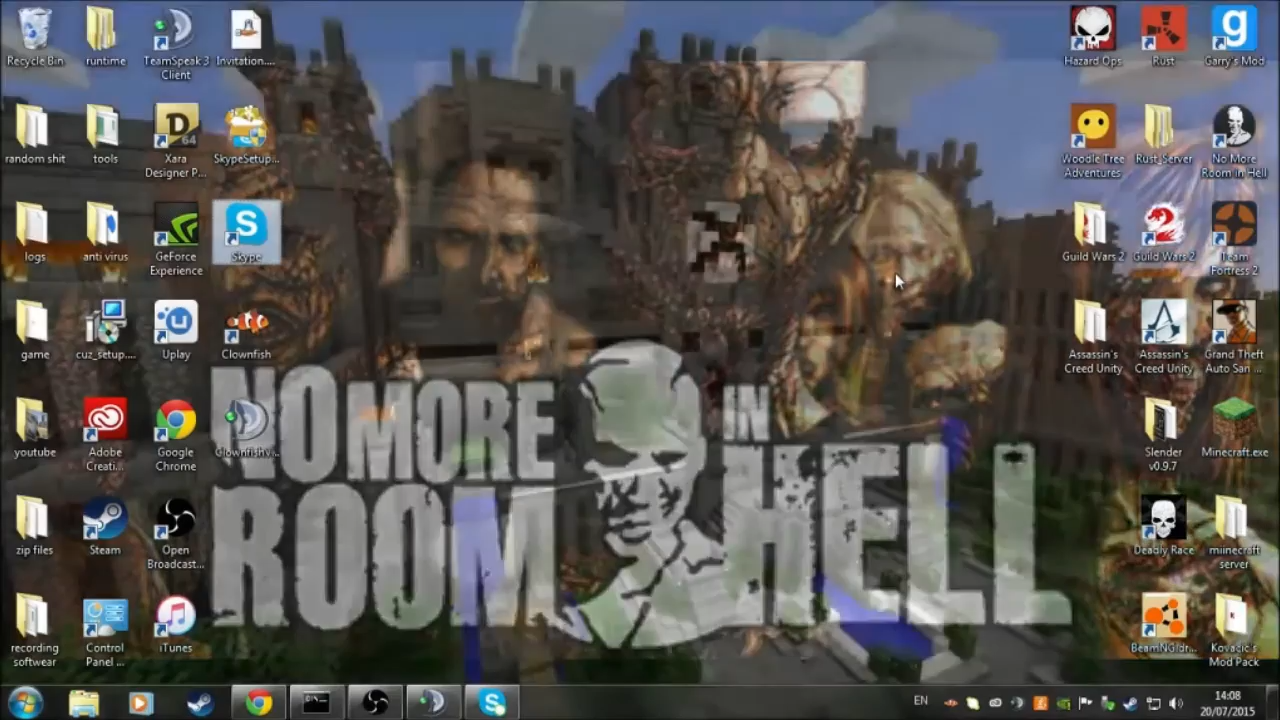 Recycle Bin
runtime
TeamSpeak 3
Client
Invitation....
Hazard Ops
Rust
Garry's Mod
random shit
tools
D
64
Xara
Designer P...
SkypeSetup...
Woodle Tree
Adventures
Rust_Server
No More
Room in Hell
logs
anti virus
GeForce
Experience
Skype
Guild Wars 2
Guild Wars 2
Team
Fortress 2
game
cuz_setup....
Uplay
Clownfish
Assassin's
Creed Unity
Assassin's
Creed Unity
Grand Theft
Auto San ...
youtube
Adobe
Creati...
Google
Chrome
Clownfishv...
Slender
v0.9.7
Minecraft.exe
NO MORE
ROOM IN
HELL
zip files
Steam
Open
Broadcast...
Deadly Race
miinecraft
server
recording
softwear
Control
Panel ...
iTunes
BeamNG!dr...
Kovacic's
Mod Pack
EN
14:08
20/07/2015